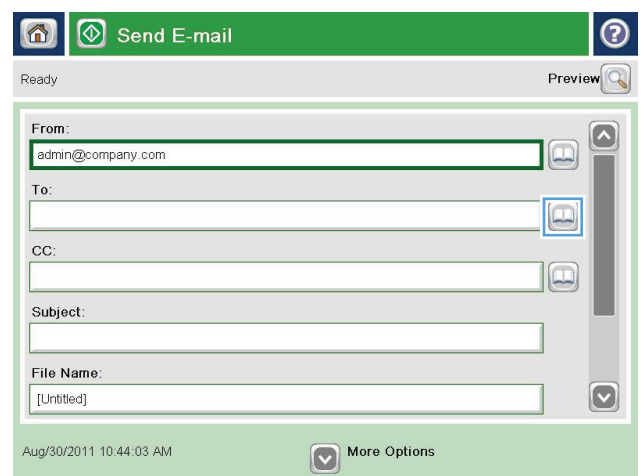 Send E-mail
?
Ready Preview
From:
admin@company.com
To:
CC:
Subject:
File Name:
[Untitled]
Aug/30/2011 10:44:03 AM More Options